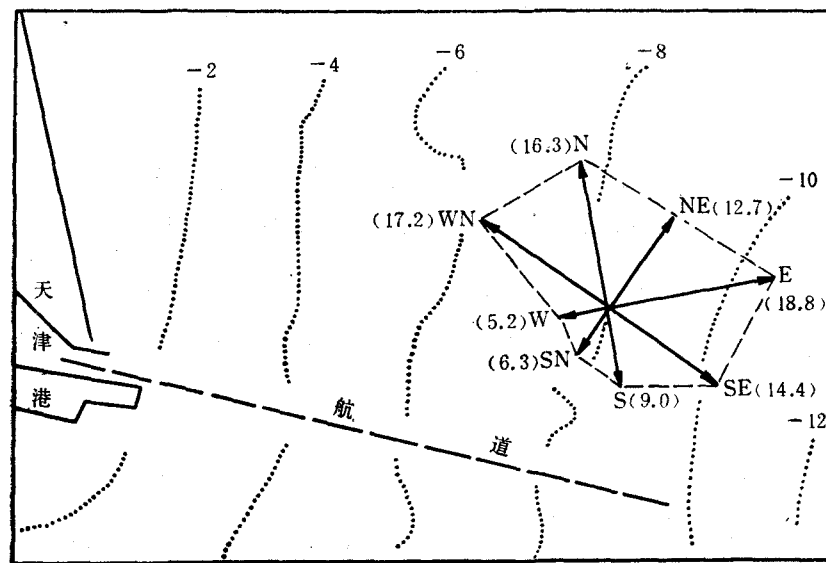 -2
-4
-6
-8
(16.3)N
-10
NE(12.7)
(17.2)WN
E
(18.8)
天
津
港
(5.2)W
(6.3)SN
S(9.0)
SE(14.4)
航
道
-12